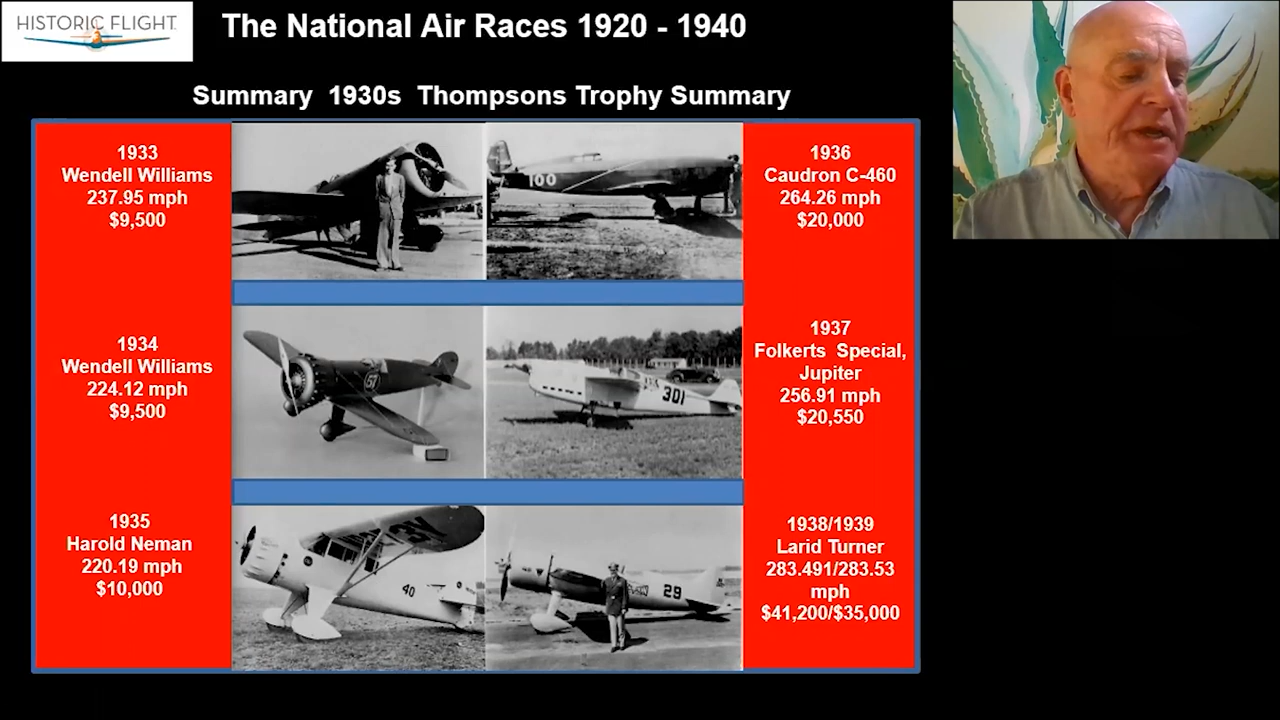 HISTORIC FLIGHT
The National Air Races 1920 - 1940
Summary 1930s Thompsons Trophy Summary
1933
Wendell Williams
237.95 mph
$9,500
100
1936
Caudron C-460
264.26 mph
$20,000
1934
Wendell Williams
224.12 mph
$9,500
57
301
1937
Folkerts Special,
Jupiter
256.91 mph
$20,550
1935
Harold Neman
220.19 mph
$10,000
40
29
1938/1939
Larid Turner
283.491/283.53
mph
$41,200/$35,000